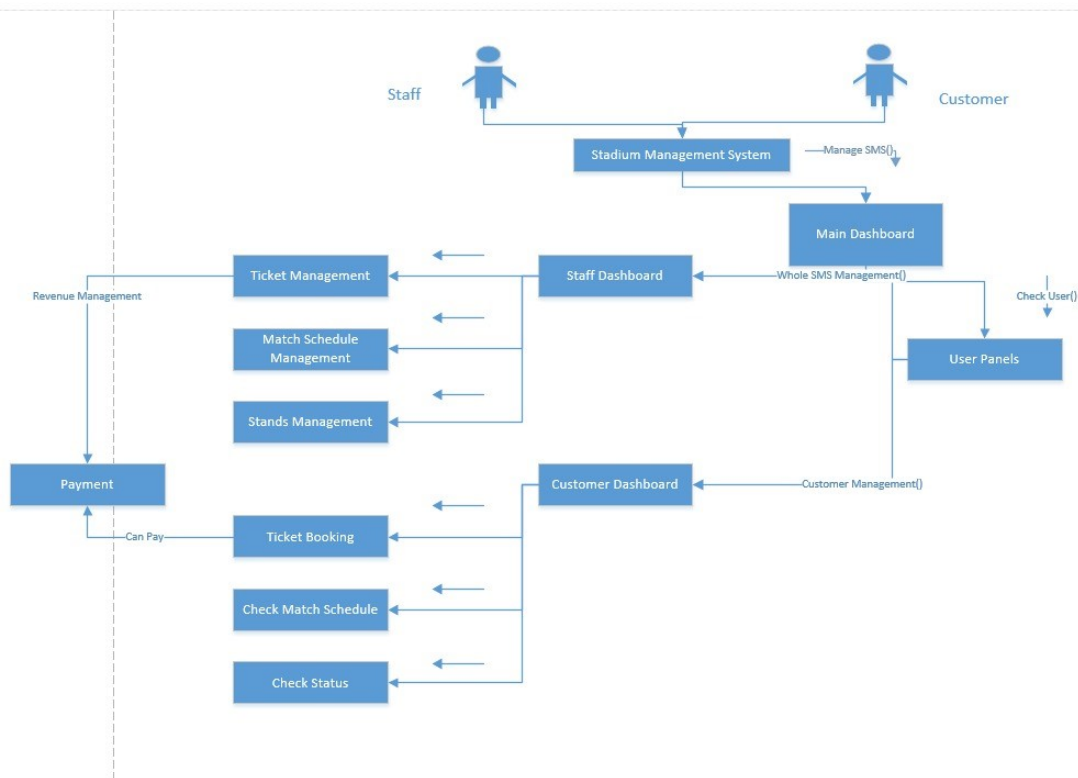 Staff
Customer
Stadium Management System
Manage SMS()
Main Dashboard
Ticket Management
Staff Dashboard
Whole SMS Management()
Revenue Management
Check User()
Match Schedule
Management
User Panels
Stands Management
Payment
Customer Dashboard
Customer Management()
Can Pay
Ticket Booking
Check Match Schedule
Check Status